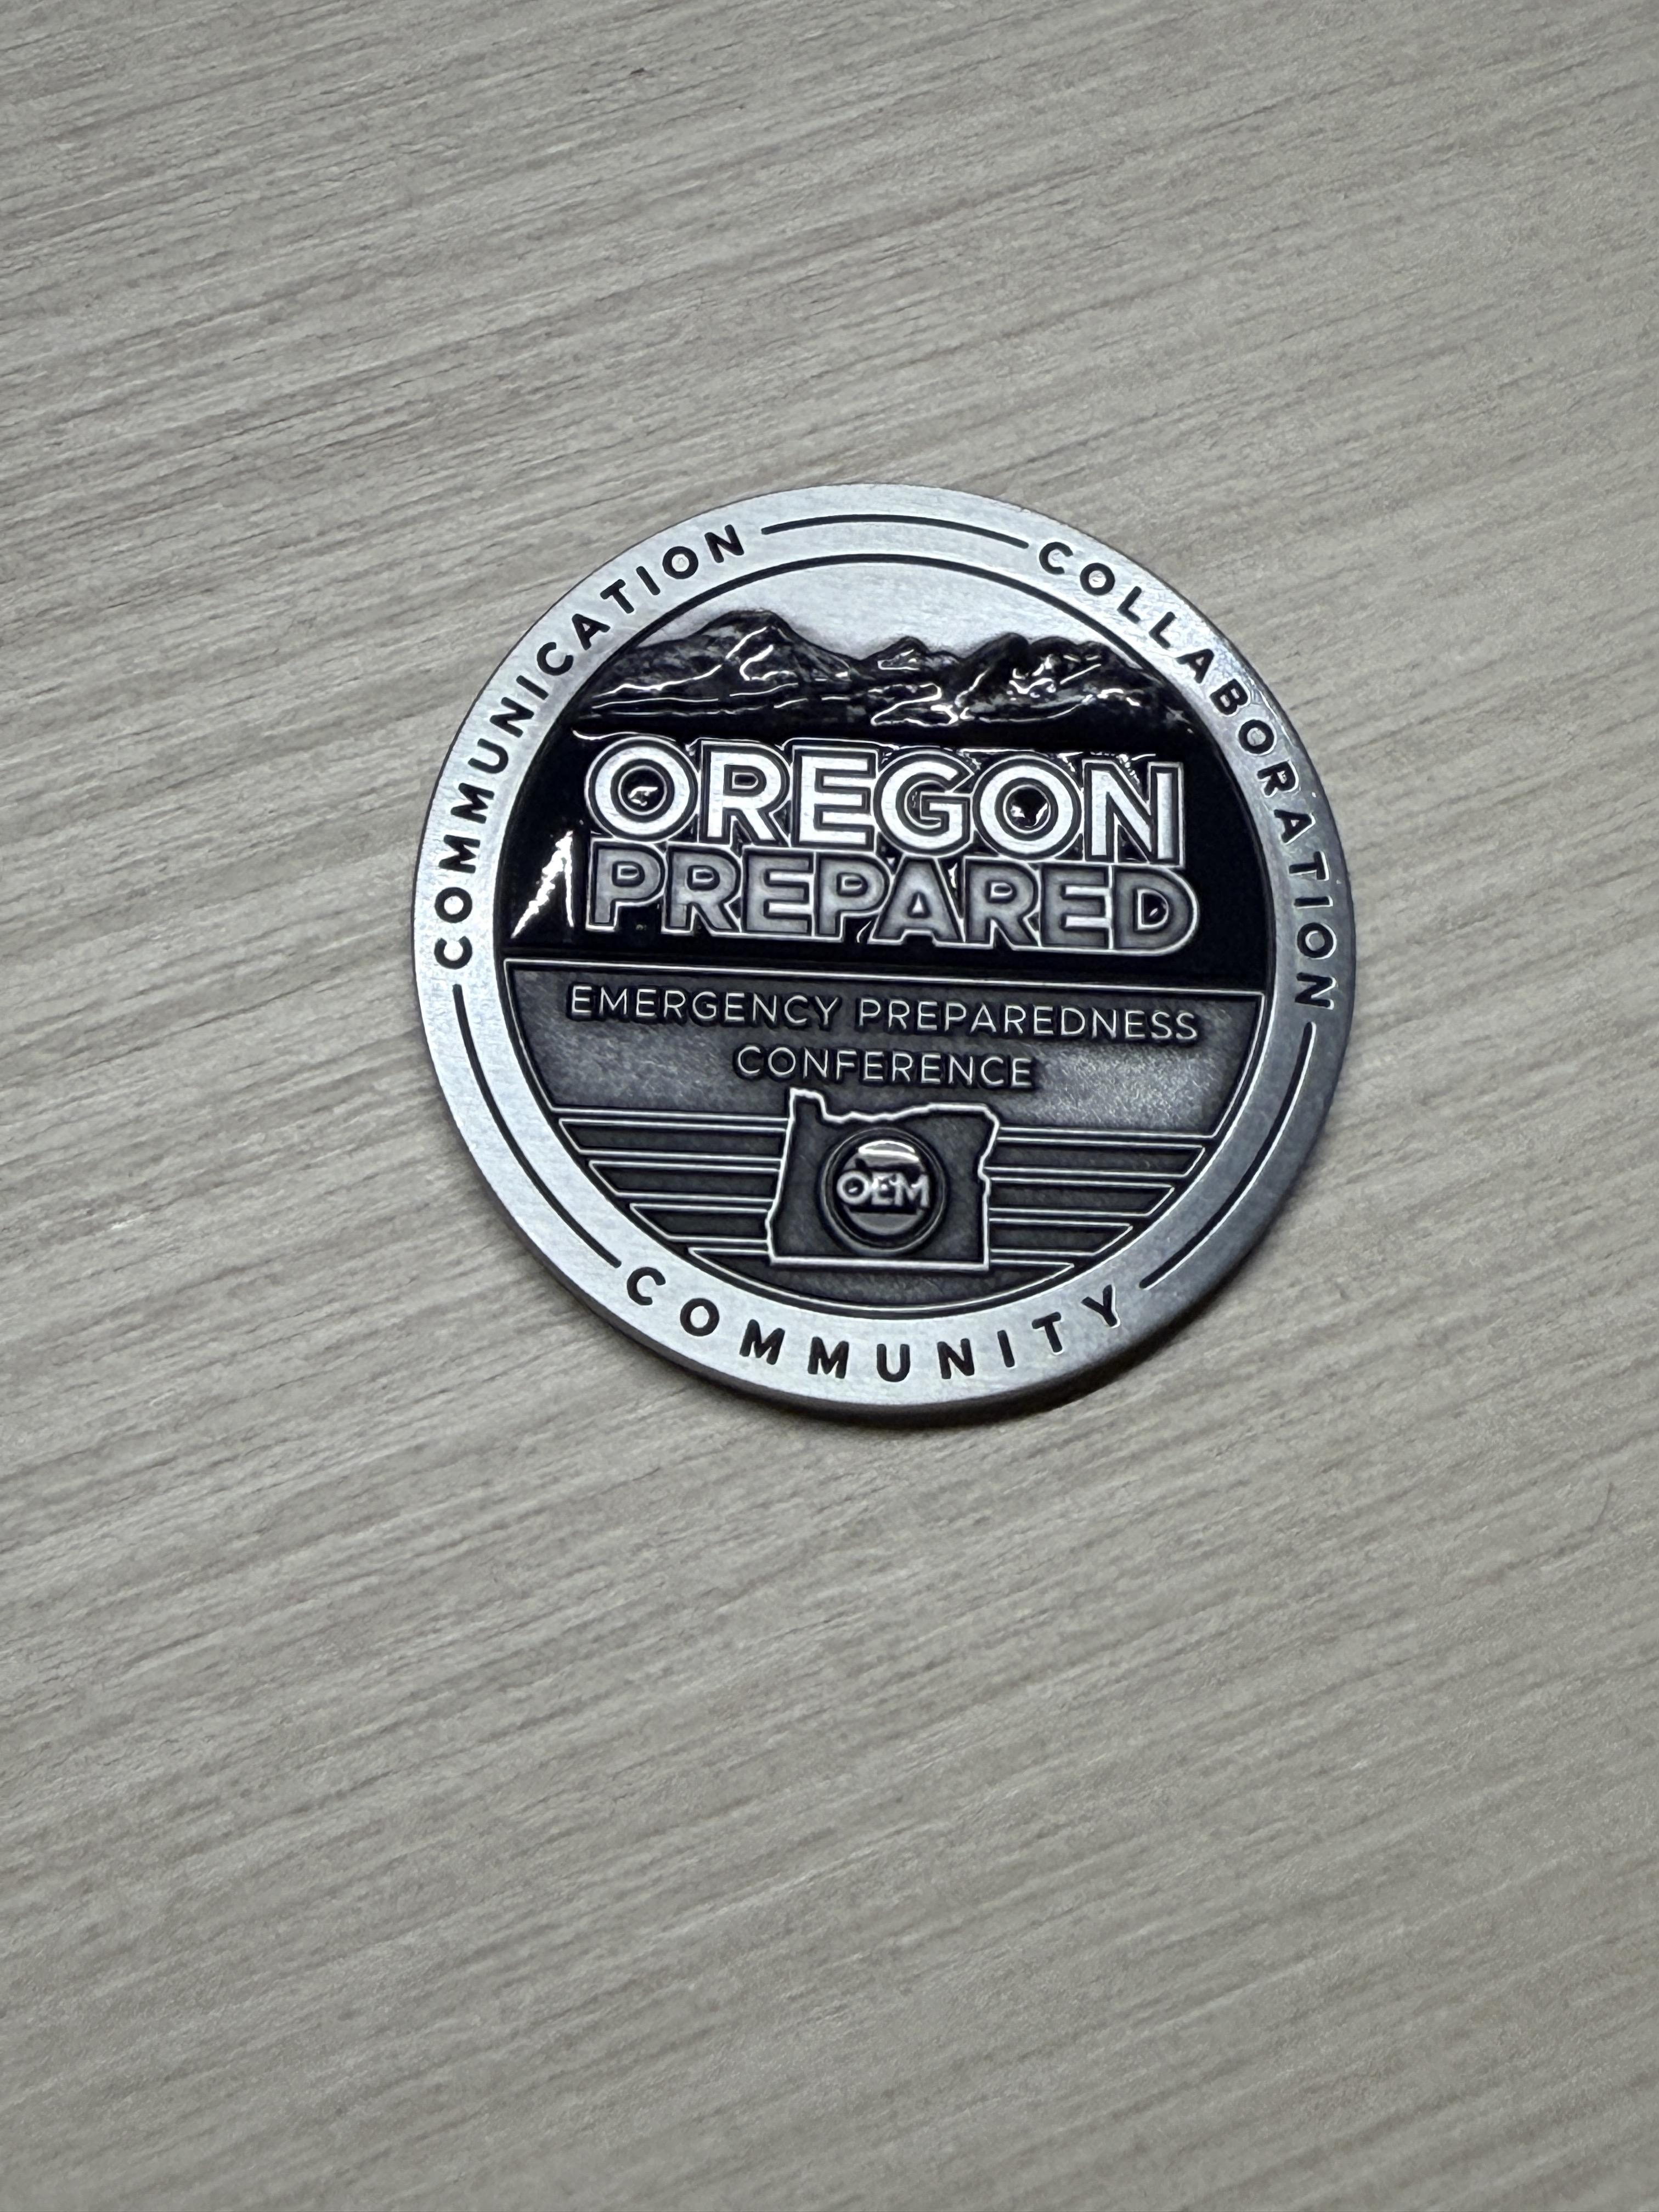 COMMUNICATION
COLLABORATION
OREGON
PREPARED
EMERGENCY PREPAREDNESS
CONFERENCE
OEM
COMMUNITY